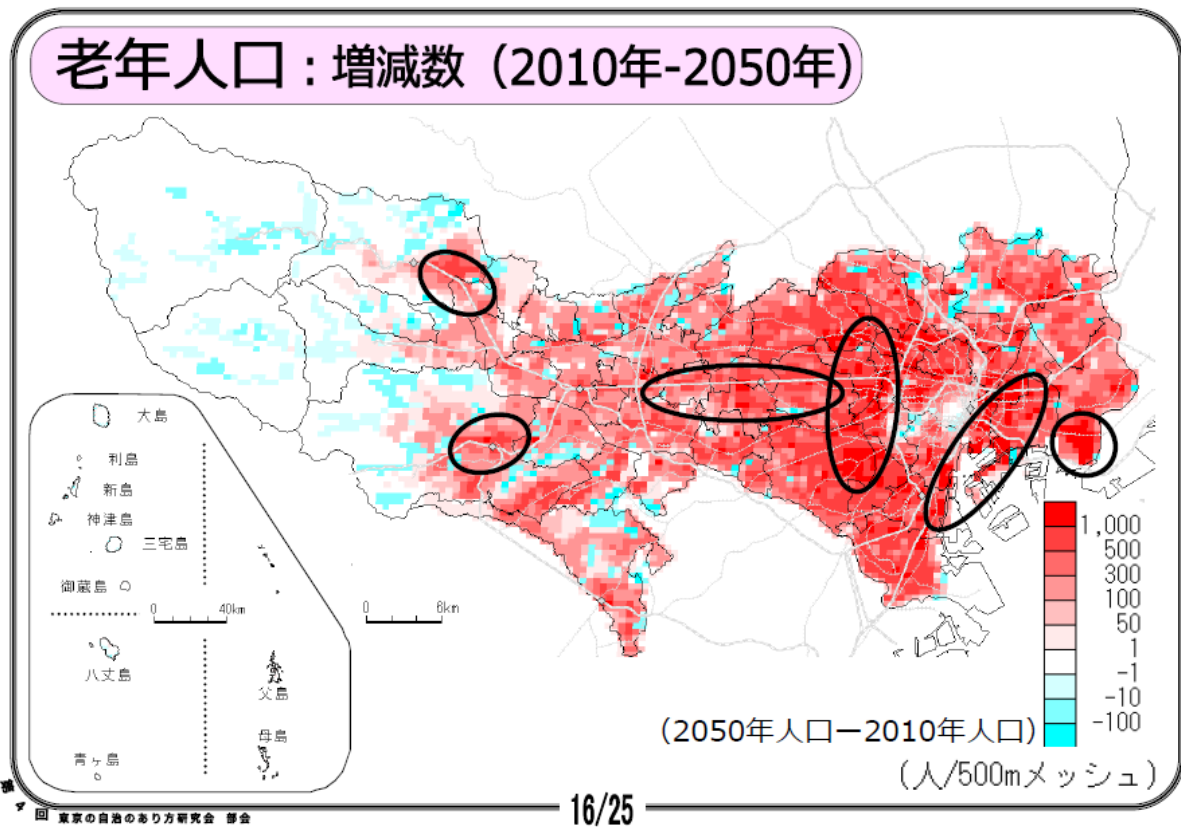 老年人口：増減数（2010年-2050年）
大島
利島
新島
神津島
三宅島
御蔵島
0 40km
0 6km
八丈島
父島
母島
青ヶ島
1,000
500
300
100
50
1
-1
-10
-100
（2050年人口ー2010年人口）
（人/500mメッシュ）
第4回 東京の自治のあり方研究会 部会
16/25